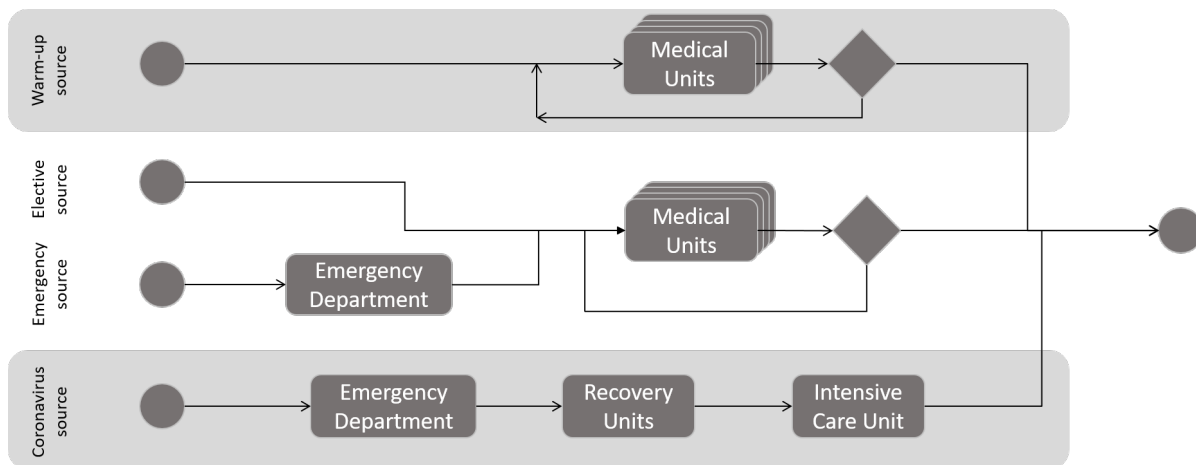 Warm-up
source
Medical
Units
Elective
source
Medical
Units
Emergency
source
Emergency
Department
Coronavirus
source
Emergency
Department
Recovery
Units
Intensive
Care Unit